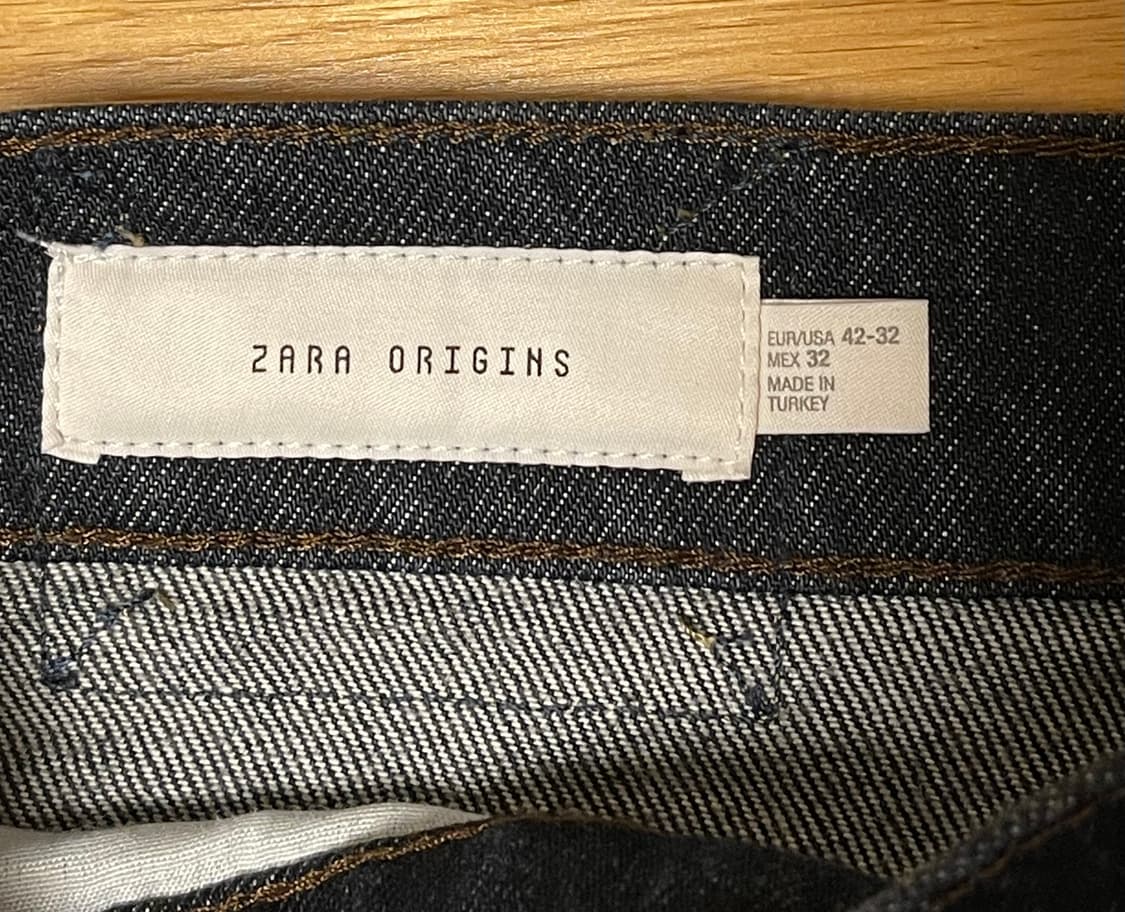 ZARA ORIGINS
EUR/USA 42-32
MEX 32
MADE IN
TURKEY